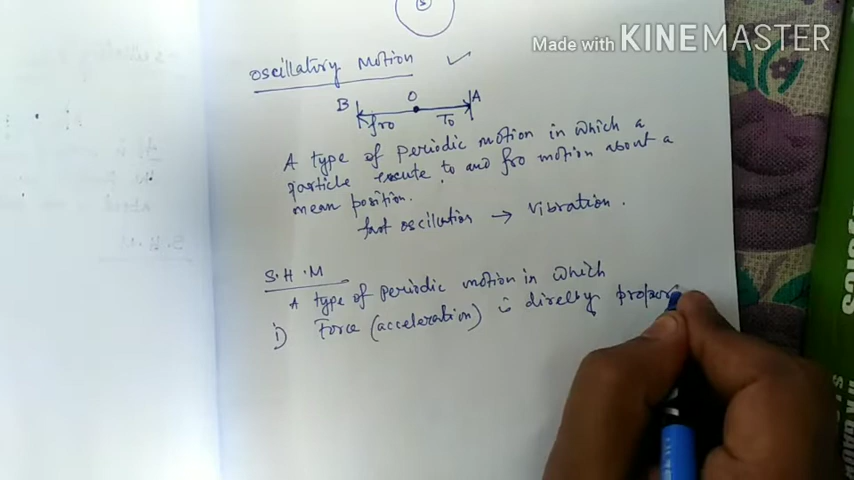 S
Made with KINEMASTER
Oscillatory Motion
B O A
fro To
A type of Periodic motion in which a
particle execute to and fro motion about a
mean position.
fast oscillation → Vibration.
S.H.M
A type of periodic motion in which
i) Force (acceleration) is directly propor